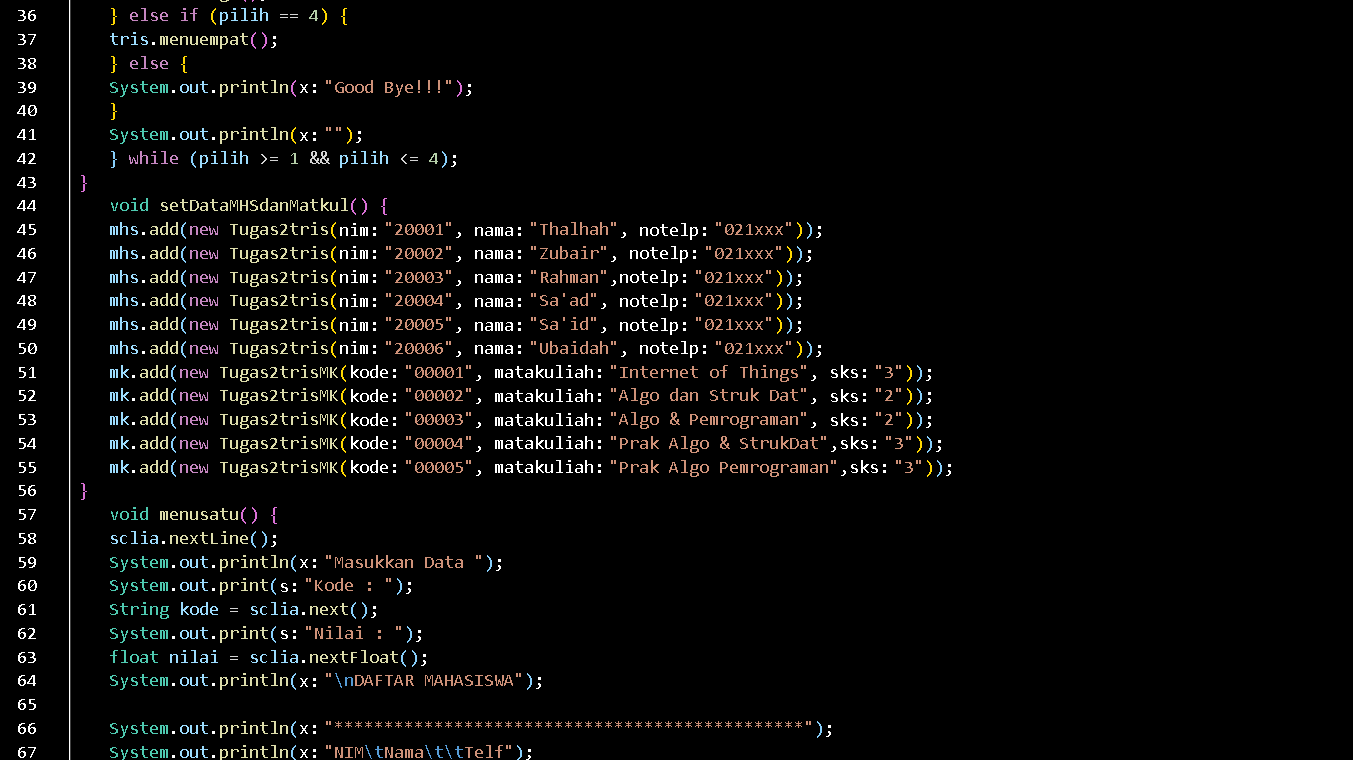 36 } else if (pilih == 4) {
37 tris.menuempat();
38 } else {
39 System.out.println(x: "Good Bye!!!");
40 }
41 System.out.println(x: "");
42 } while (pilih >= 1 && pilih <= 4);
43 }
44 void setDataMHSdanMatkul() {
45 mhs.add(new Tugas2tris(nim: "20001", nama: "Thalhah", notelp: "021xxx"));
46 mhs.add(new Tugas2tris(nim: "20002", nama: "Zubair", notelp: "021xxx"));
47 mhs.add(new Tugas2tris(nim: "20003", nama: "Rahman",notelp: "021xxx"));
48 mhs.add(new Tugas2tris(nim: "20004", nama: "Sa'ad", notelp: "021xxx"));
49 mhs.add(new Tugas2tris(nim: "20005", nama: "Sa'id", notelp: "021xxx"));
50 mhs.add(new Tugas2tris(nim: "20006", nama: "Ubaidah", notelp: "021xxx"));
51 mk.add(new Tugas2trisMK(kode: "00001", matakuliah: "Internet of Things", sks: "3"));
52 mk.add(new Tugas2trisMK(kode: "00002", matakuliah: "Algo dan Struk Dat", sks: "2"));
53 mk.add(new Tugas2trisMK(kode: "00003", matakuliah: "Algo & Pemrograman", sks: "2"));
54 mk.add(new Tugas2trisMK(kode: "00004", matakuliah: "Prak Algo & StrukDat",sks: "3"));
55 mk.add(new Tugas2trisMK(kode: "00005", matakuliah: "Prak Algo Pemrograman",sks: "3"));
56 }
57 void menusatu() {
58 sclia.nextLine();
59 System.out.println(x: "Masukkan Data ");
60 System.out.print(s: "Kode : ");
61 String kode = sclia.next();
62 System.out.print(s: "Nilai : ");
63 float nilai = sclia.nextFloat();
64 System.out.println(x: "\nDAFTAR MAHASISWA");
65
66 System.out.println(x: "***********************************************");
67 System.out.println(x: "NIM\tNama\t\tTelf");